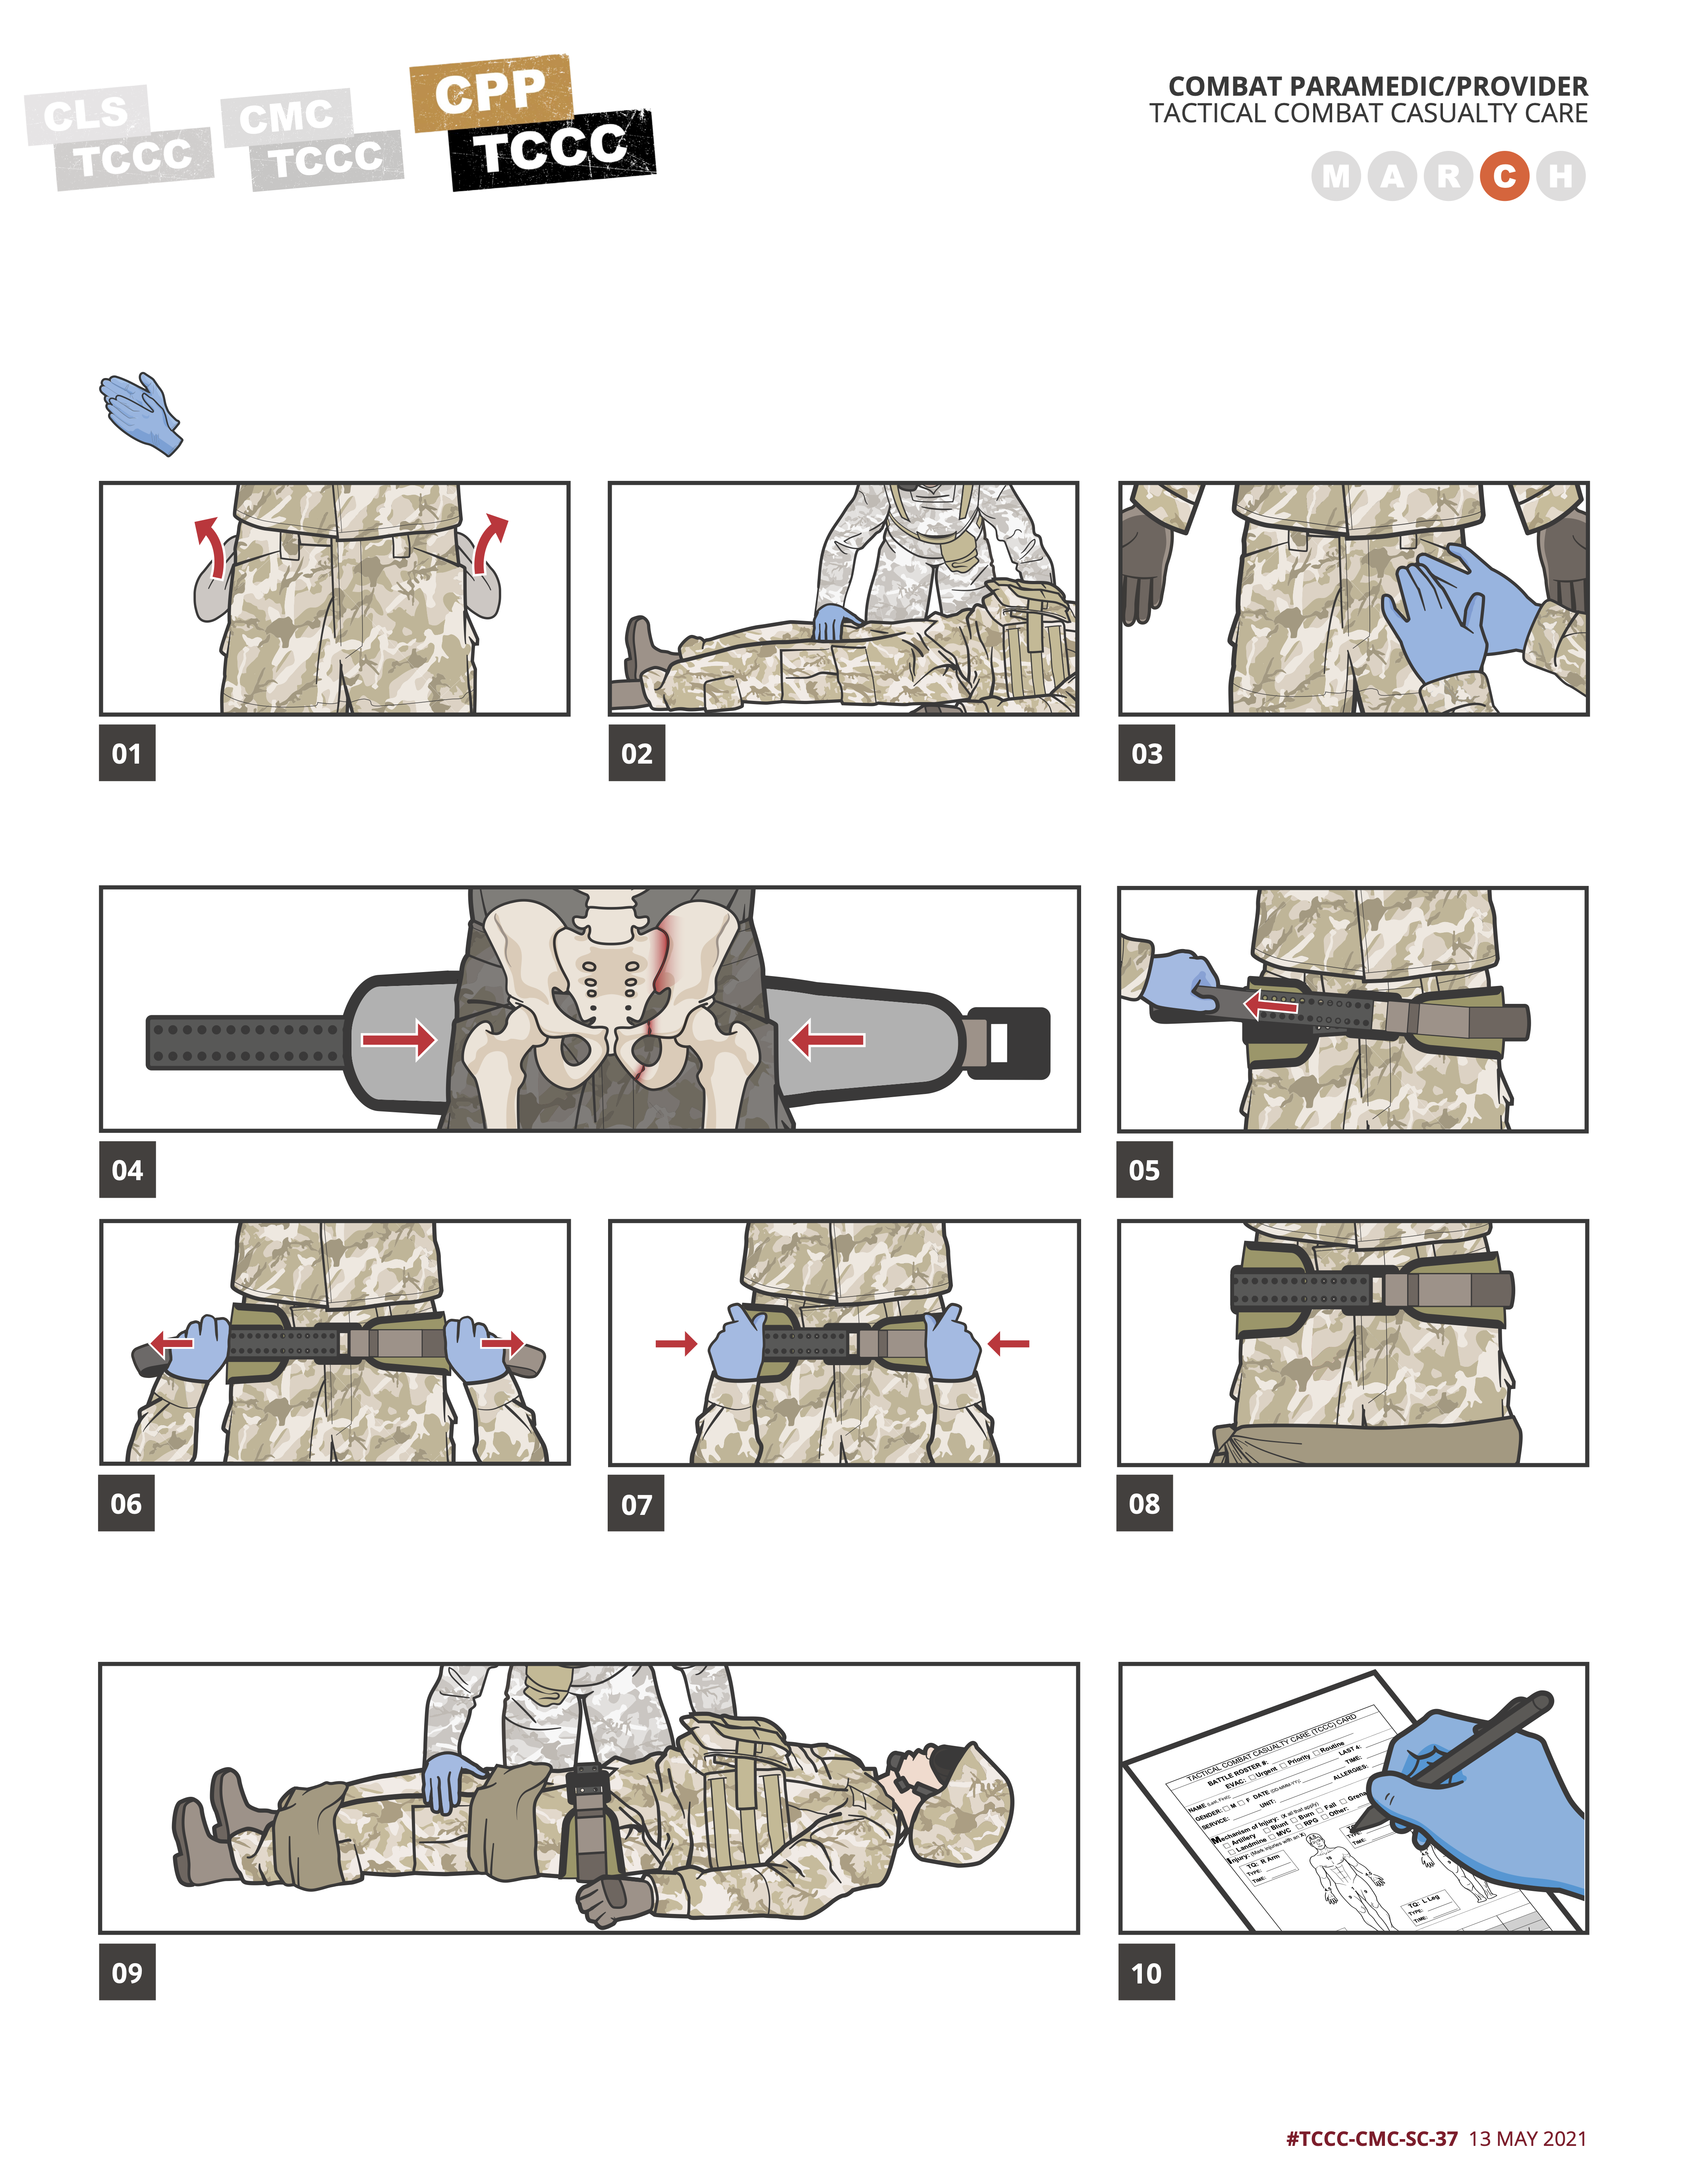 CLS
TCCC
CMC
TCCC
CPP
TCCC
COMBAT PARAMEDIC/PROVIDER
TACTICAL COMBAT CASUALTY CARE
M A R C H
01
02
03
04
05
06
07
08
09
10
TACTICAL COMBAT CASUALTY CARE (TCCC) CARD
BATTLE ROSTER #:
EVAC: Urgent Priority Routine
NAME (Last, First): LAST 4:
GENDER: M F DATE (DD-MMM-YY): TIME:
SERVICE: UNIT: ALLERGIES:
Mechanism of Injury: (X all that apply)
Artillery Blunt Burn Fall Grena
Landmine MVC RPG Other:
Injury: (Mark injuries with an X)
TQ: R Arm
TYPE:
TIME:
TYPE:
TIME:
TQ: L Leg
TYPE:
TIME:
#TCCC-CMC-SC-37 13 MAY 2021